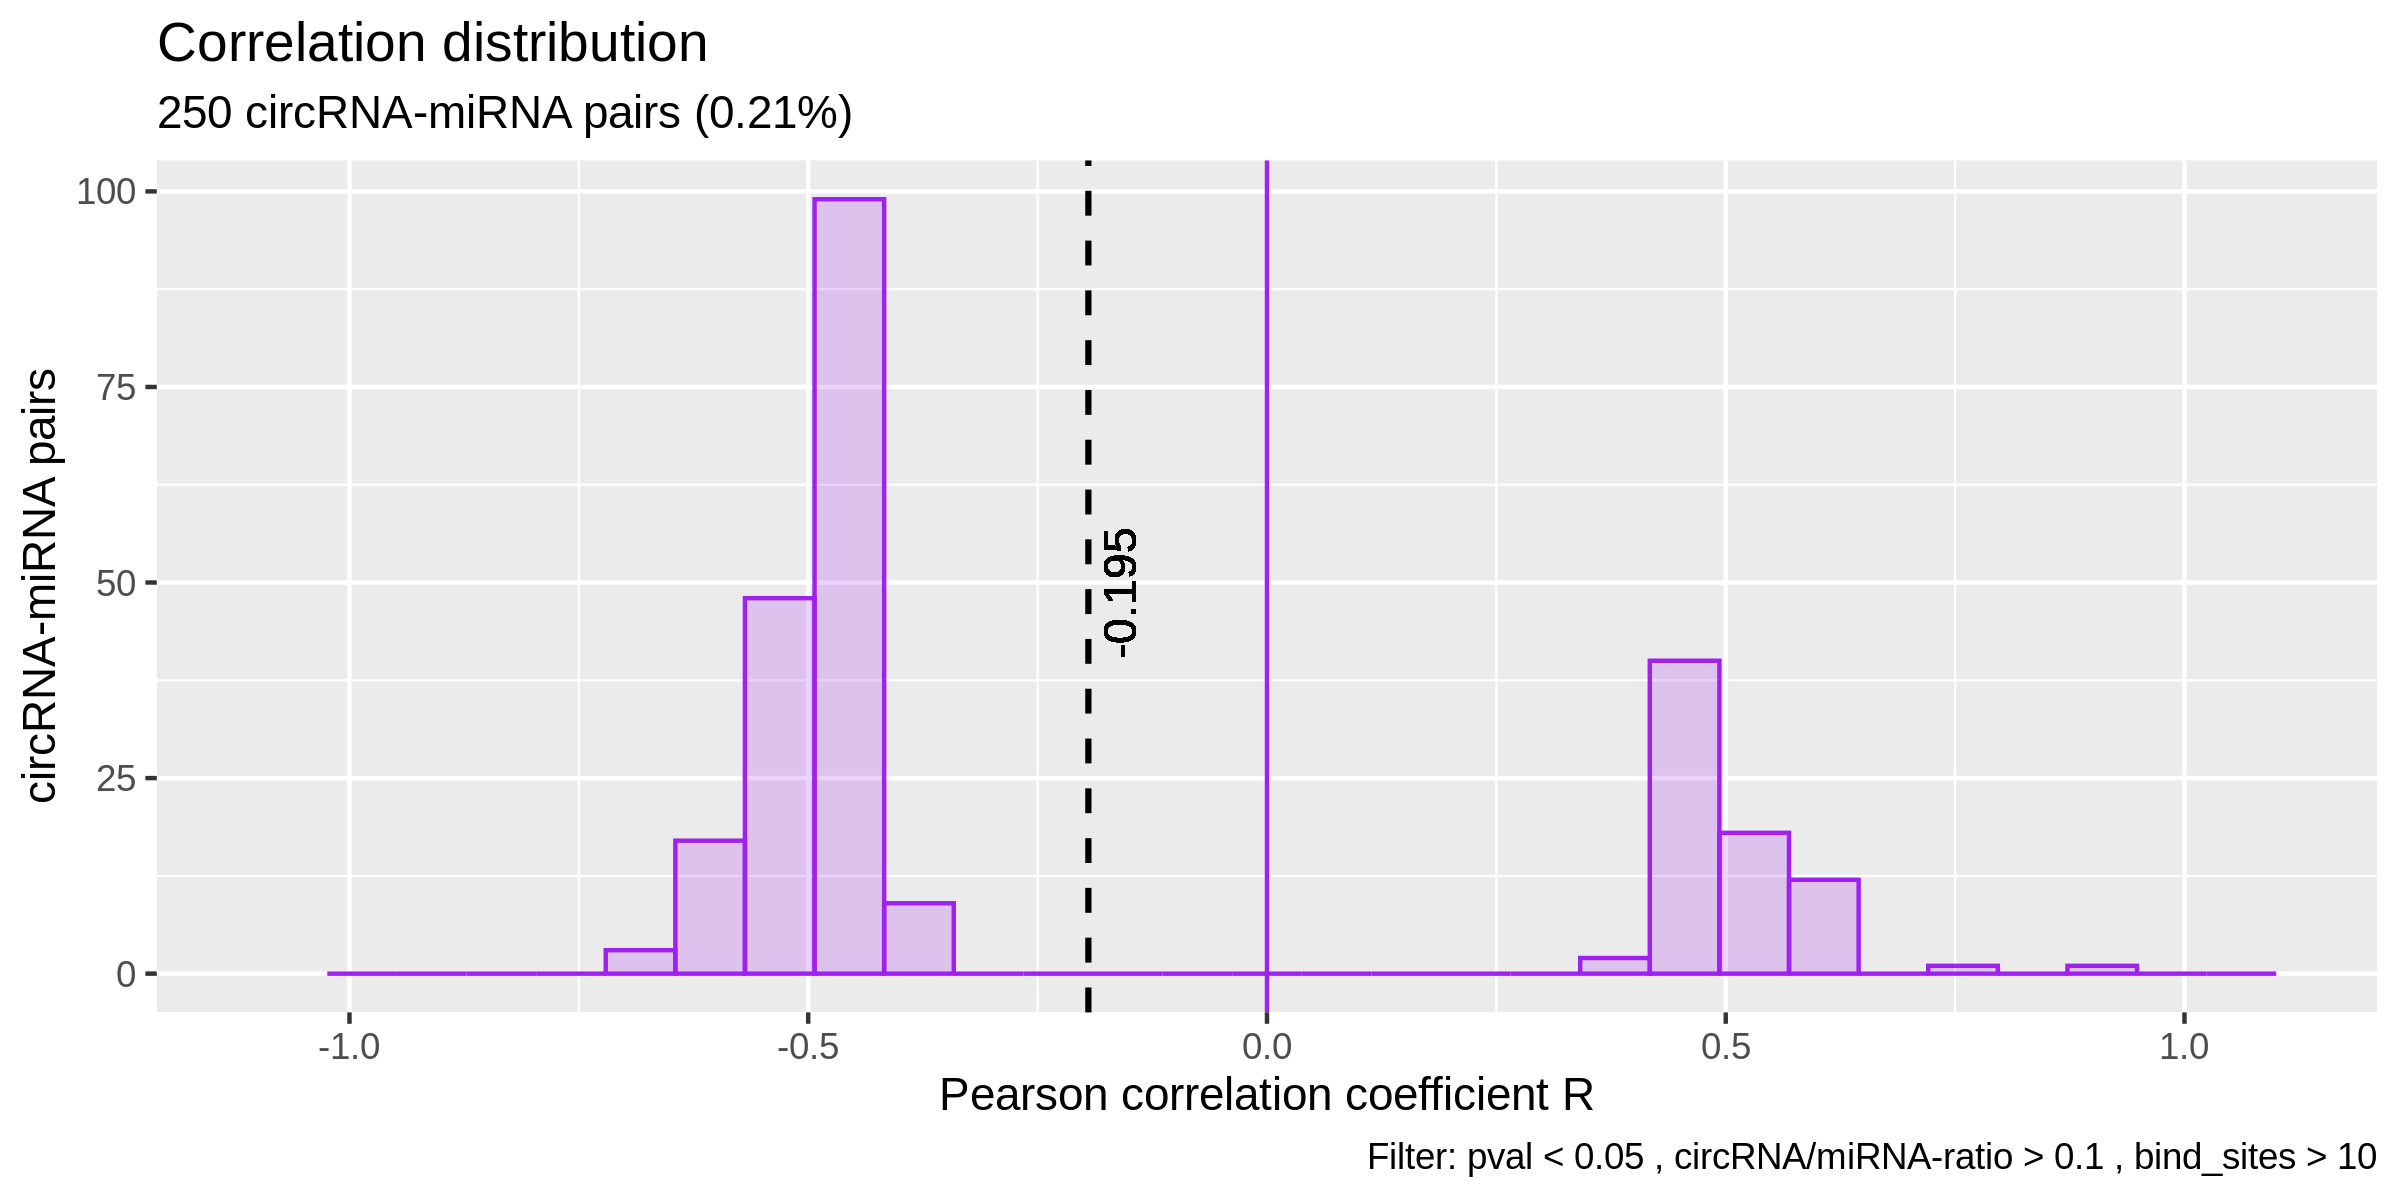 Correlation distribution
250 circRNA-miRNA pairs (0.21%)
circRNA-miRNA pairs
100
75
50
25
0
-0.195
-1.0
-0.5
0.0
0.5
1.0
Pearson correlation coefficient R
Filter: pval < 0.05 , circRNA/miRNA-ratio > 0.1 , bind_sites > 10